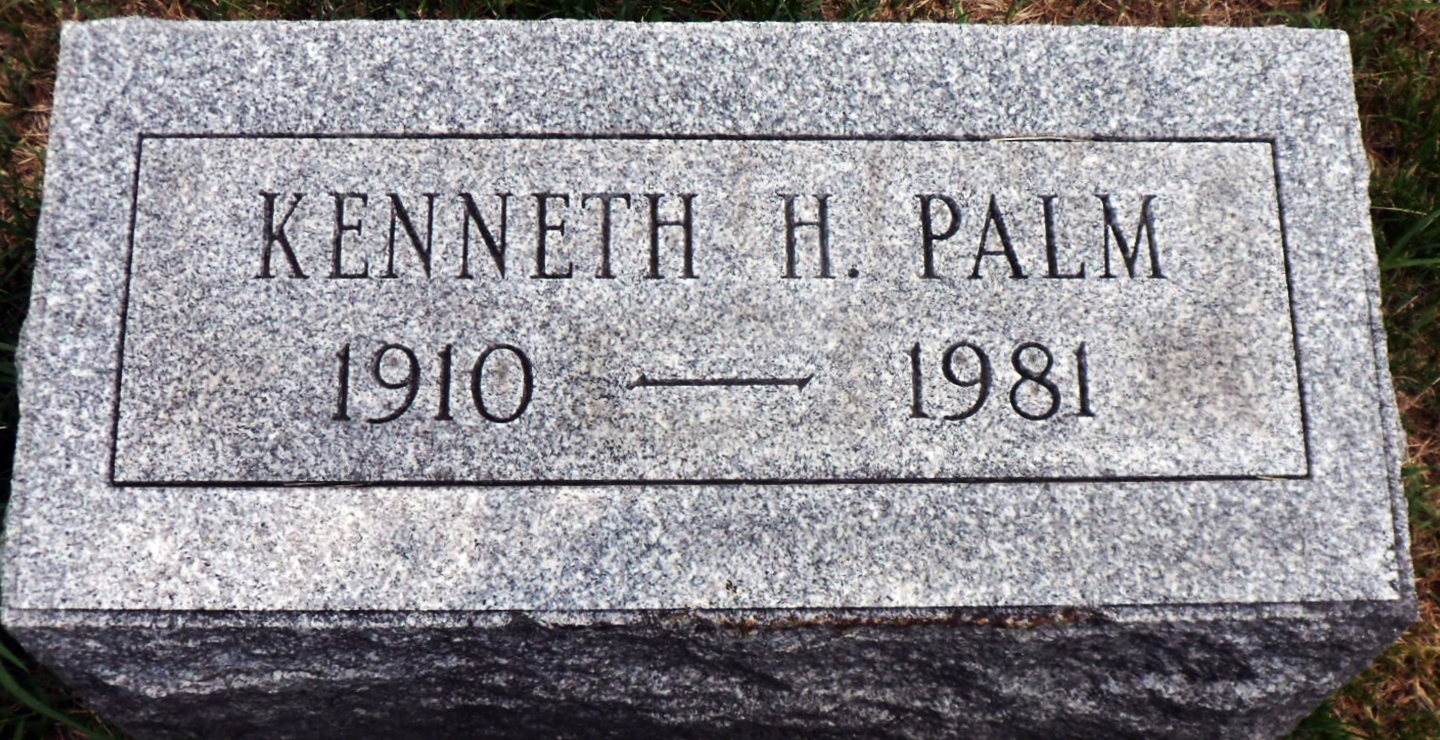 KENNETH H. PALM
1910 — 1981